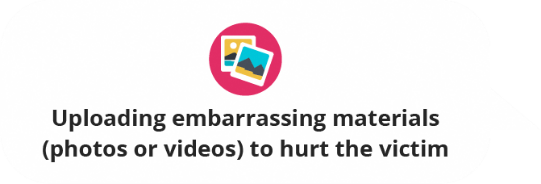 Uploading embarrassing materials
(photos or videos) to hurt the victim